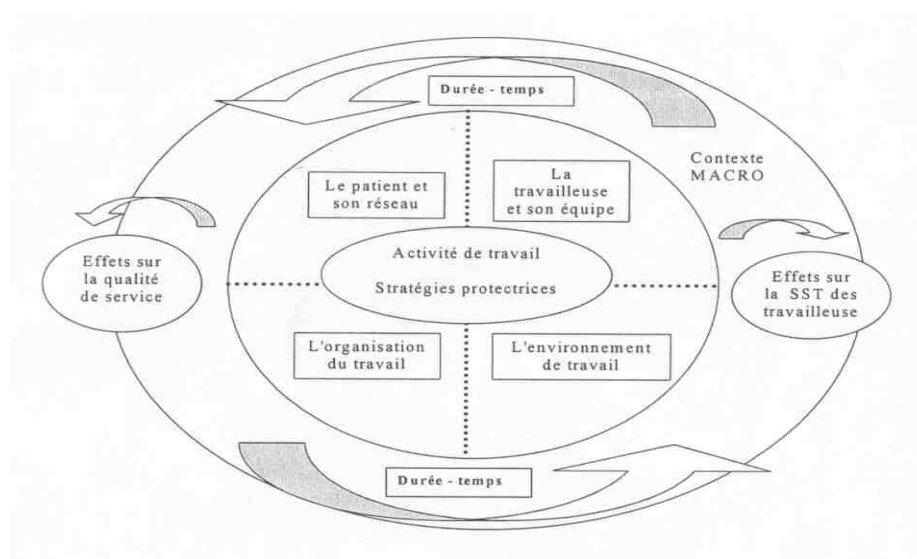 Durée - temps
Contexte
MACRO
Le patient et
son réseau
La
travailleuse
et son équipe
Activité de travail
Stratégies protectrices
Effets sur
la qualité
de service
Effets sur
la SST des
travailleuse
L'organisation
du travail
L'environnement
de travail
Durée - temps